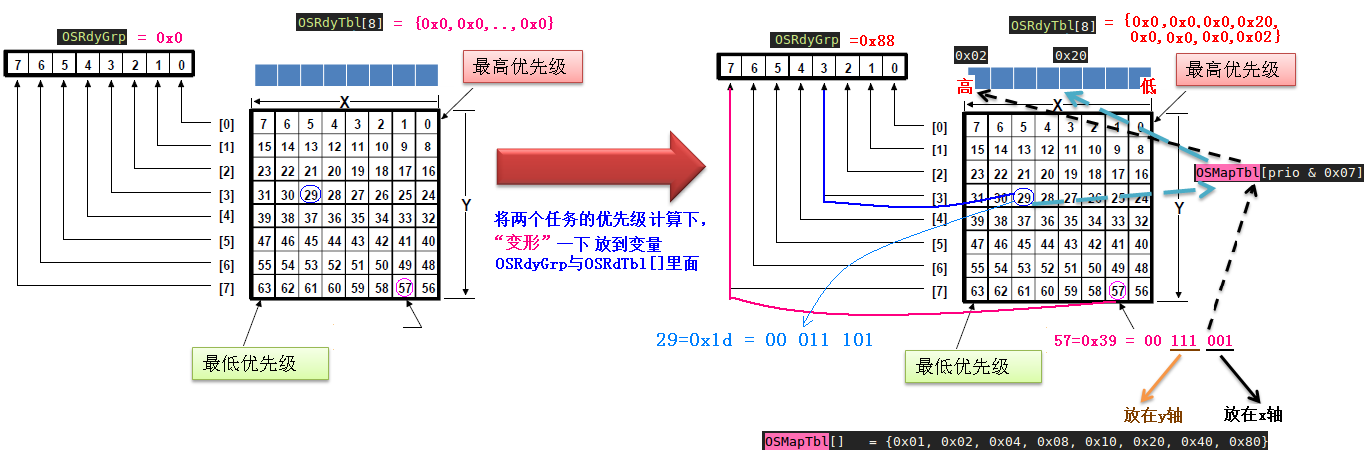 OSRdyGrp = 0x0
OSRdyTbl[8] = {0x0,0x0,..,0x0}
7 6 5 4 3 2 1 0
最高优先级
X
[0] 7 6 5 4 3 2 1 0
[1] 15 14 13 12 11 10 9 8
[2] 23 22 21 20 19 18 17 16
[3] 31 30 29 28 27 26 25 24
[4] 39 38 37 36 35 34 33 32
[5] 47 46 45 44 43 42 41 40
[6] 55 54 53 52 51 50 49 48
[7] 63 62 61 60 59 58 57 56
Y
最低优先级
将两个任务的优先级计算下，
“变形”一下 放到变量
OSRdyGrp与OSRdTbl[]里面
OSRdyGrp =0x88
OSRdyTbl[8] = {0x0,0x0,0x0,0x20,
0x0,0x0,0x0,0x02}
7 6 5 4 3 2 1 0
0x02 0x20
高 低
最高优先级
X
[0] 7 6 5 4 3 2 1 0
[1] 15 14 13 12 11 10 9 8
[2] 23 22 21 20 19 18 17 16
[3] 31 30 29 28 27 26 25 24
[4] 39 38 37 36 35 34 33 32
[5] 47 46 45 44 43 42 41 40
[6] 55 54 53 52 51 50 49 48
[7] 63 62 61 60 59 58 57 56
Y
OSMapTbl[prio & 0x07]
29=0x1d = 00 011 101
57=0x39 = 00 111 001
最低优先级
放在y轴 放在x轴
OSMapTbl[] = {0x01, 0x02, 0x04, 0x08, 0x10, 0x20, 0x40, 0x80}